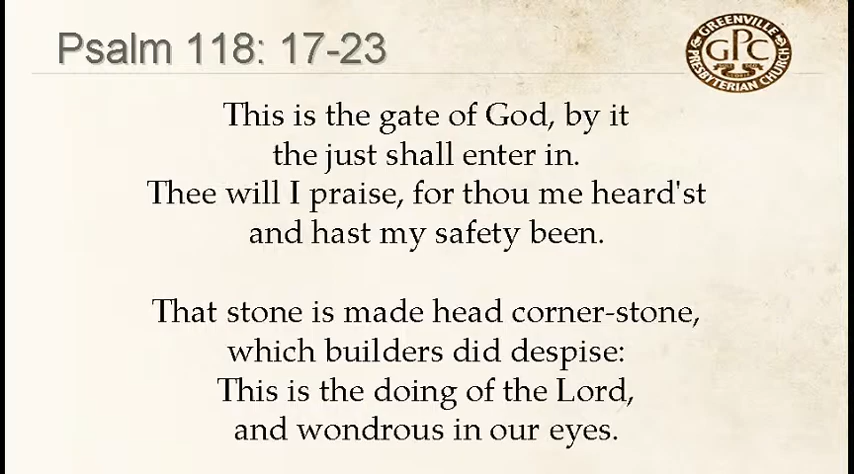 Psalm 118: 17-23
GREENVILLE
GPC
PRESBYTERIAN CHURCH
This is the gate of God, by it
the just shall enter in.
Thee will I praise, for thou me heard'st
and hast my safety been.
That stone is made head corner-stone,
which builders did despise:
This is the doing of the Lord,
and wondrous in our eyes.